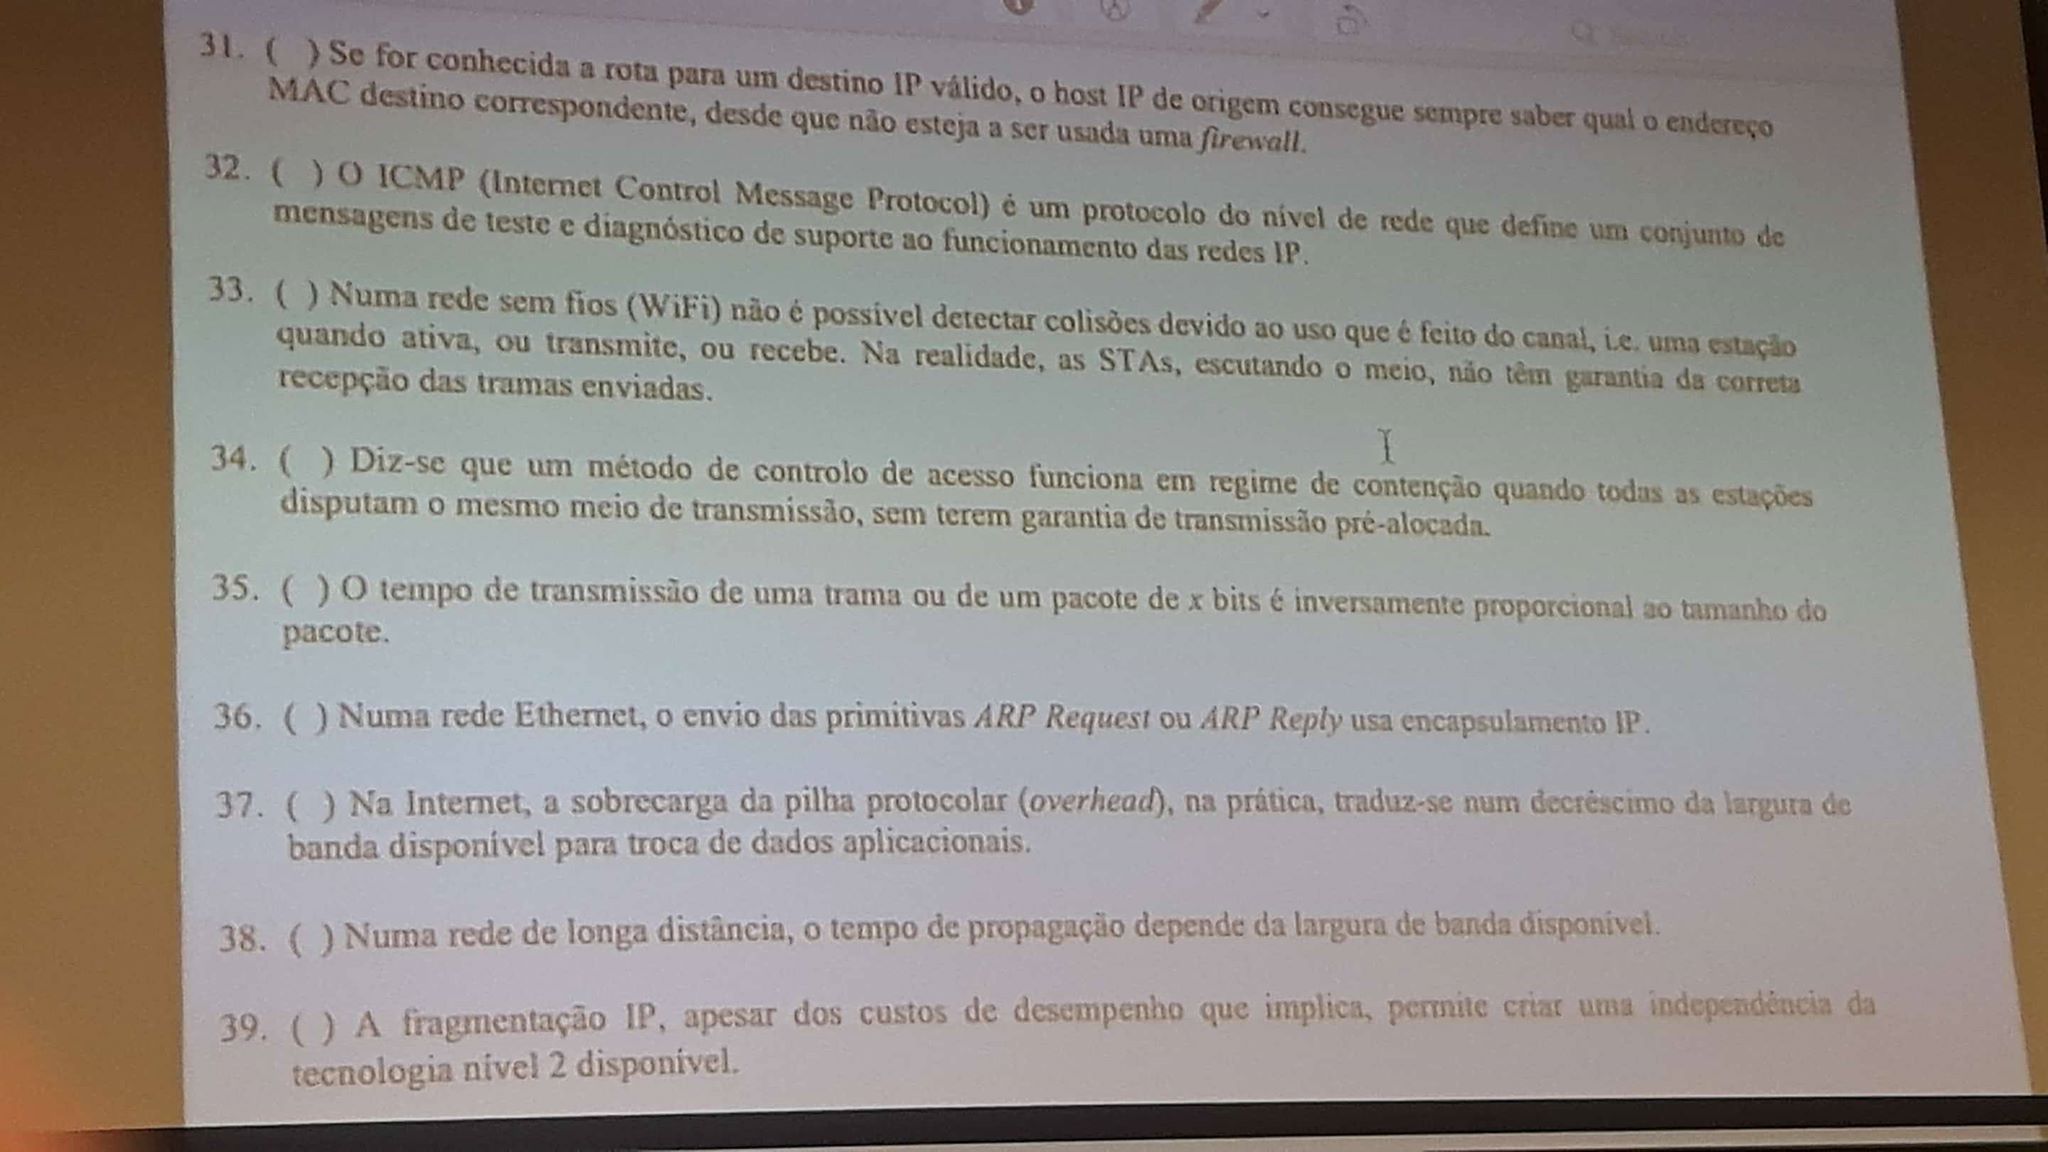 31. ( ) Se for conhecida a rota para um destino IP válido, o host IP de origem consegue sempre saber qual o endereço
MAC destino correspondente, desde que não esteja a ser usada uma firewall.
32. ( ) O ICMP (Internet Control Message Protocol) é um protocolo do nível de rede que define um conjunto de
mensagens de teste e diagnóstico de suporte ao funcionamento das redes IP.
33. ( ) Numa rede sem fios (WiFi) não é possível detectar colisões devido ao uso que é feito do canal, i.e. uma estação
quando ativa, ou transmite, ou recebe. Na realidade, as STAs, escutando o meio, não têm garantia da correta
recepção das tramas enviadas.
34. ( ) Diz-se que um método de controlo de acesso funciona em regime de contenção quando todas as estações
disputam o mesmo meio de transmissão, sem terem garantia de transmissão pré-alocada.
35. ( ) O tempo de transmissão de uma trama ou de um pacote de x bits é inversamente proporcional ao tamanho do
pacote.
36. ( ) Numa rede Ethernet, o envio das primitivas ARP Request ou ARP Reply usa encapsulamento IP.
37. ( ) Na Internet, a sobrecarga da pilha protocolar (overhead), na prática, traduz-se num decréscimo da largura de
banda disponível para troca de dados aplicacionais.
38. ( ) Numa rede de longa distância, o tempo de propagação depende da largura de banda disponível.
39. ( ) A fragmentação IP, apesar dos custos de desempenho que implica, permite criar uma independência da
tecnologia nível 2 disponível.